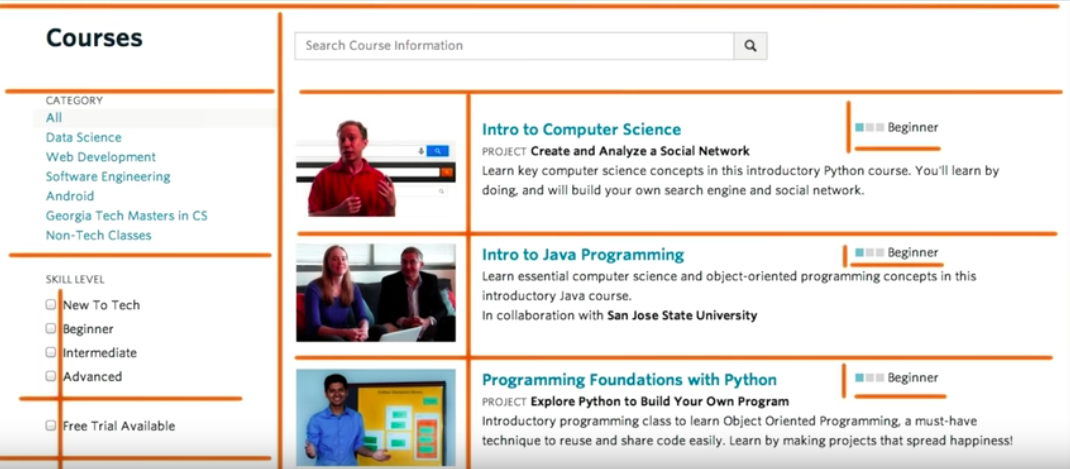 Courses
Search Course Information
CATEGORY
All
Data Science
Web Development
Software Engineering
Android
Georgia Tech Masters in CS
Non-Tech Classes
SKILL LEVEL
New To Tech
Beginner
Intermediate
Advanced
Free Trial Available
Intro to Computer Science
Beginner
PROJECT Create and Analyze a Social Network
Learn key computer science concepts in this introductory Python course. You'll learn by
doing, and will build your own search engine and social network.
Intro to Java Programming
Beginner
Learn essential computer science and object-oriented programming concepts in this
introductory Java course.
In collaboration with San Jose State University
Programming Foundations with Python
Beginner
PROJECT Explore Python to Build Your Own Program
Introductory programming class to learn Object Oriented Programming, a must-have
technique to reuse and share code easily. Learn by making projects that spread happiness!